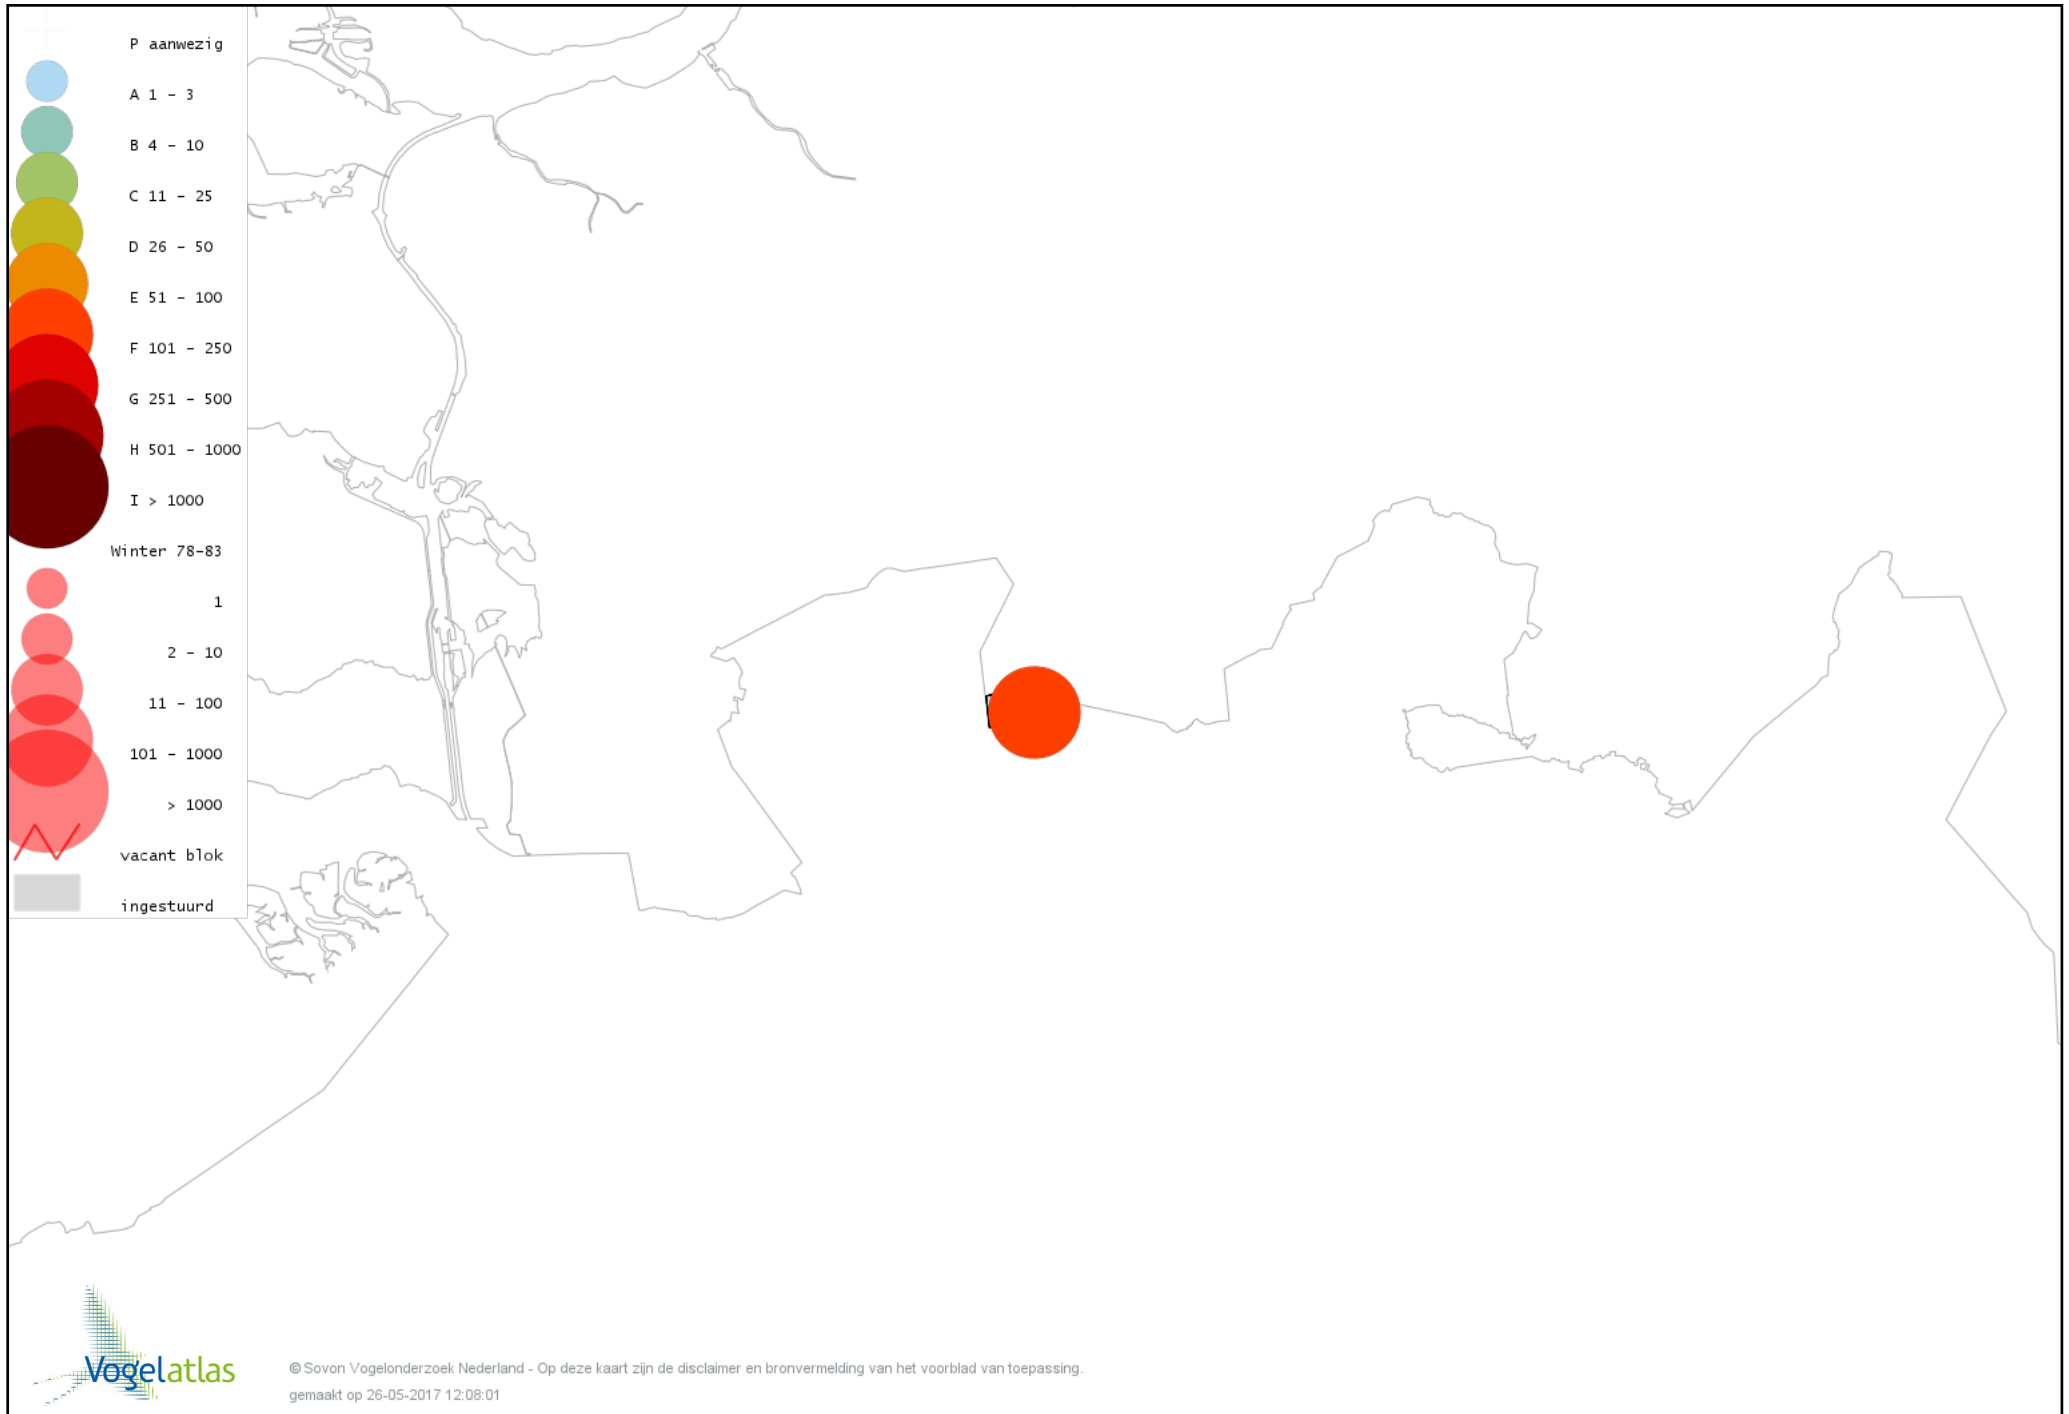 P aanwezig
A 1 - 3
B 4 - 10
C 11 - 25
D 26 - 50
E 51 - 100
F 101 - 250
G 251 - 500
H 501 - 1000
I > 1000
Winter 78-83
1
2 - 10
11 - 100
101 - 1000
> 1000
vacant blok
ingestuurd
Vogelatlas
© Sovon Vogelonderzoek Nederland - Op deze kaart zijn de disclaimer en bronvermelding van het voorblad van toepassing.
gemaakt op 26-05-2017 12:08:01